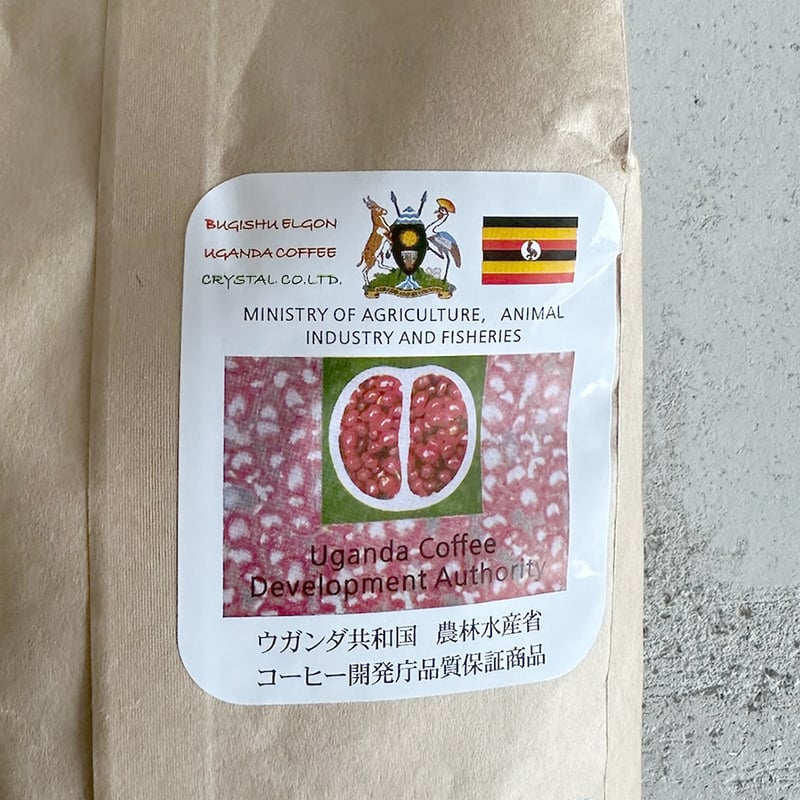 BUGISHU ELGON
UGANDA COFFEE
CRYSTAL CO.LTD.
MINISTRY OF AGRICULTURE, ANIMAL
INDUSTRY AND FISHERIES
Uganda Coffee
Development Authority
ウガンダ共和国 農林水産省
コーヒー開発庁品質保証商品